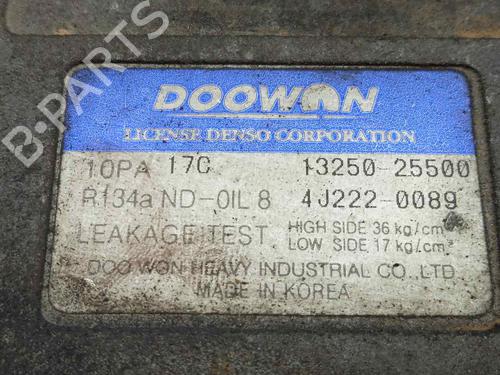 DOOWON
LICENSE DENSO CORPORATION
10PA 17C 13250-25500
R134a ND-OIL 8 4J222-0089
LEAKAGE TEST HIGH SIDE 36 kg/cm²
LOW SIDE 17 kg/cm²
DOO WON HEAVY INDUSTRIAL CO., LTD.
MADE IN KOREA
B-PARTS
B-PARTS